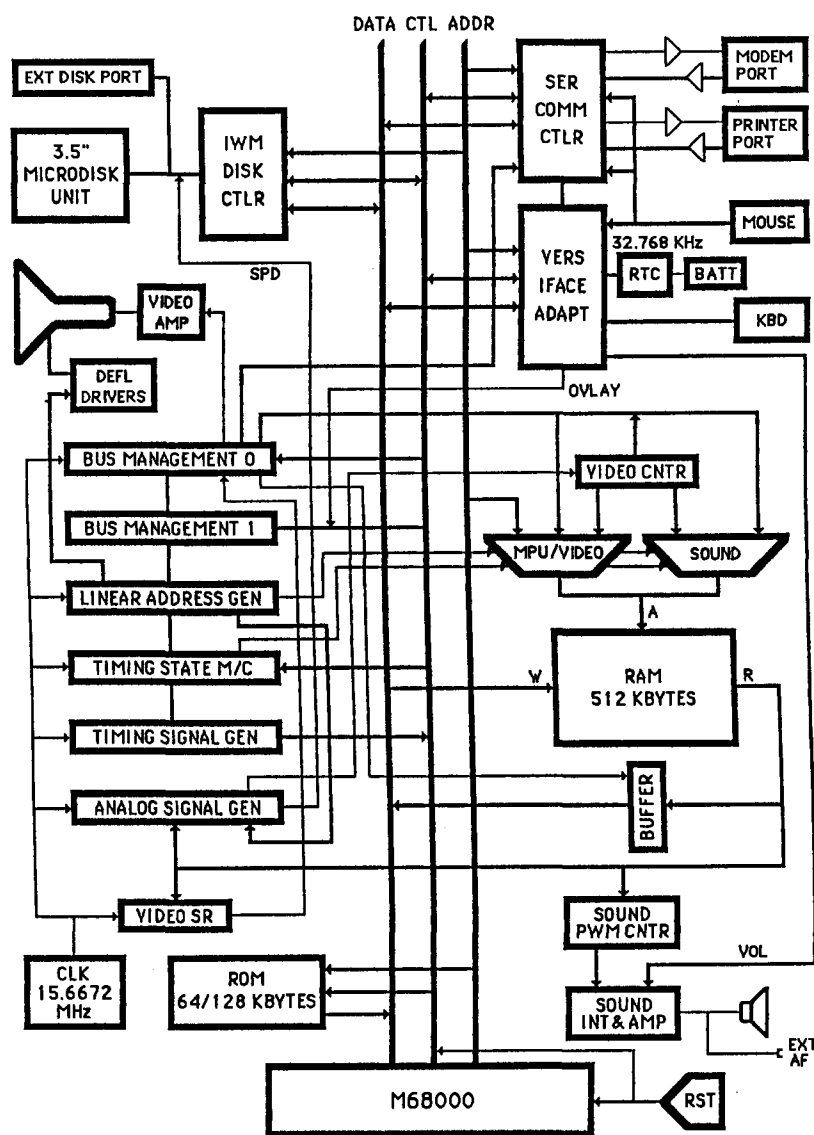 DATA CTL ADDR
EXT DISK PORT
3.5"
MICRODISK
UNIT
IWM
DISK
CTLR
SER
COMM
CTLR
MODEM
PORT
PRINTER
PORT
MOUSE
SPD
VERS
IFACE
ADAPT
32.768 KHz
RTC
BATT
KBD
VIDEO
AMP
DEFL
DRIVERS
OVLAY
BUS MANAGEMENT 0
VIDEO CNTR
BUS MANAGEMENT 1
MPU/VIDEO
SOUND
LINEAR ADDRESS GEN
A
TIMING STATE M/C
W
RAM
512 KBYTES
R
TIMING SIGNAL GEN
ANALOG SIGNAL GEN
BUFFER
VIDEO SR
SOUND
PWM CNTR
CLK
15.6672
MHz
ROM
64/128 KBYTES
VOL
SOUND
INT & AMP
EXT
AF
M68000
RST